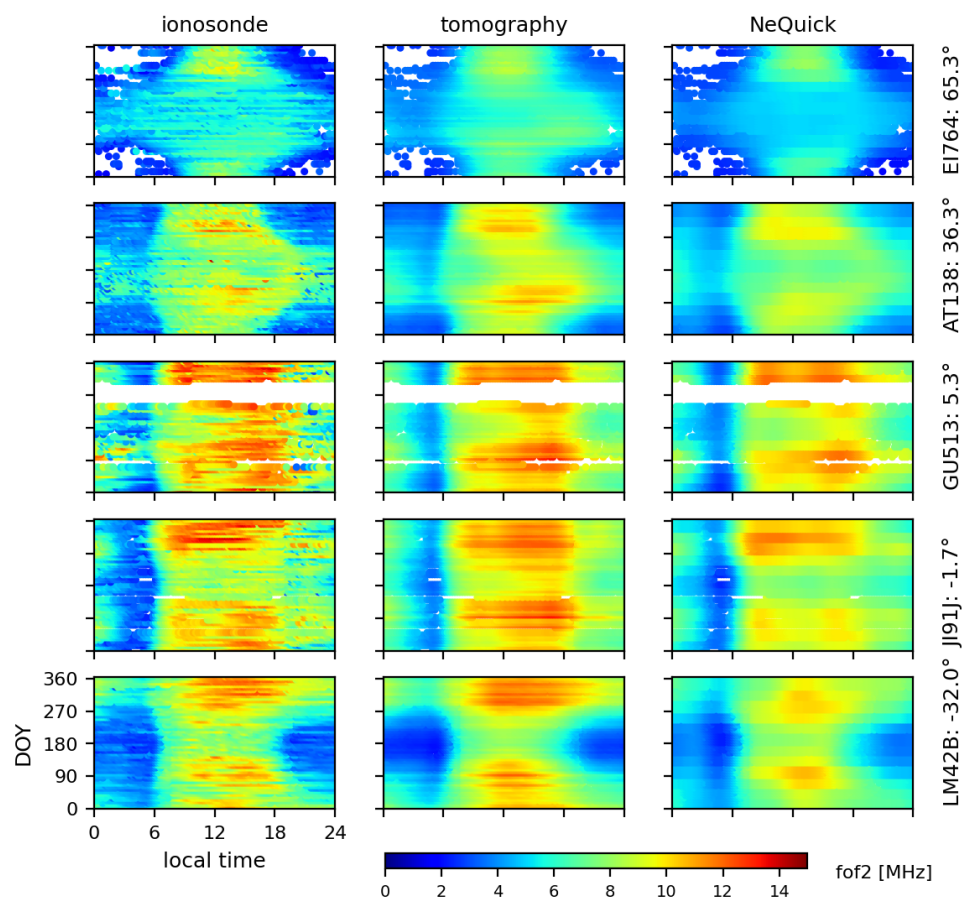 ionosonde
tomography
NeQuick
EI764: 65.3°
AT138: 36.3°
GU513: 5.3°
JI91J: -1.7°
LM42B: -32.0°
360
270
180
90
0
DOY
0 6 12 18 24
local time
0 2 4 6 8 10 12 14
fof2 [MHz]